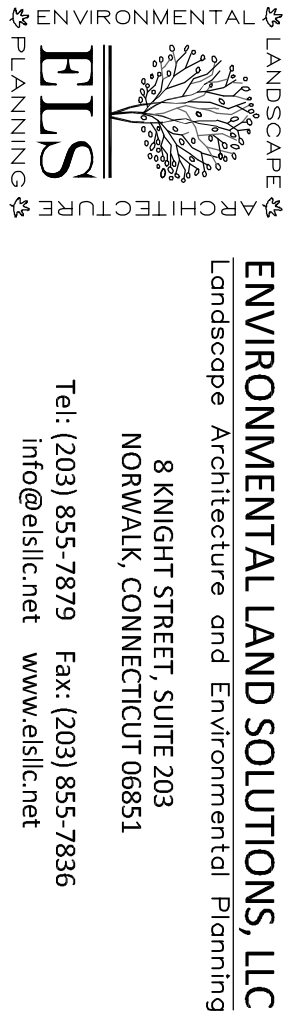 ENVIRONMENTAL
LANDSCAPE
ARCHITECTURE
PLANNING
ELS
ENVIRONMENTAL LAND SOLUTIONS, LLC
Landscape Architecture and Environmental Planning
8 KNIGHT STREET, SUITE 203
NORWALK, CONNECTICUT 06851
Tel: (203) 855-7879 Fax: (203) 855-7836
info@elsllc.net www.elsllc.net